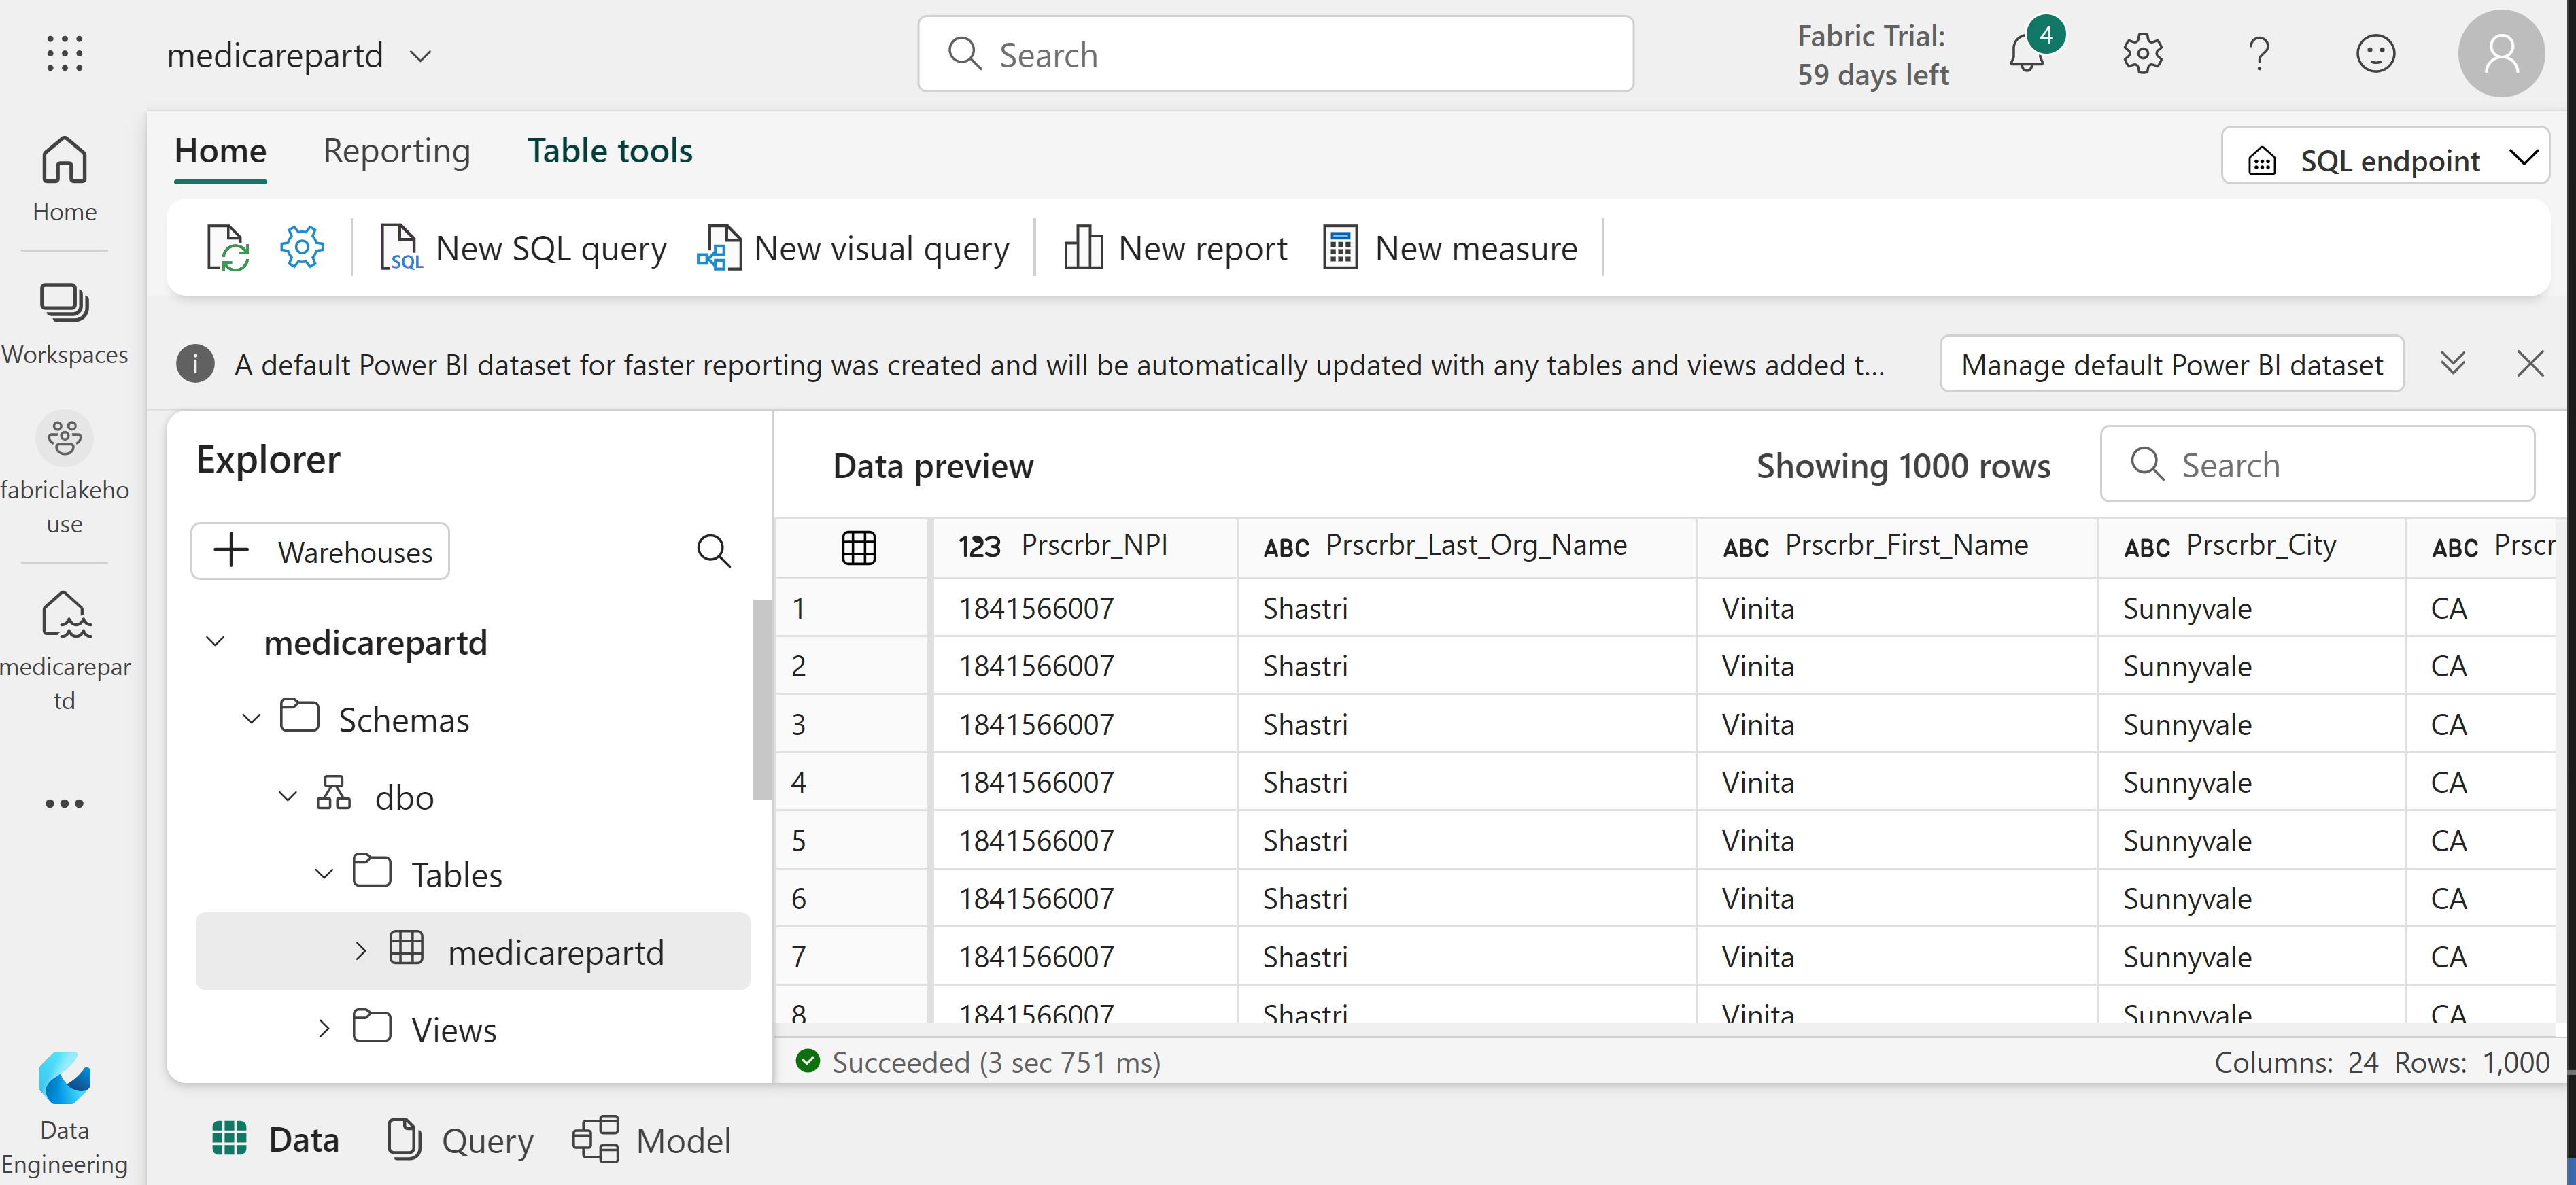 medicarepartd
Search
Fabric Trial:
59 days left
4
Home
Workspaces
fabriclakeho
use
medicarepar
td
Data
Engineering
Home Reporting Table tools
SQL endpoint
SQL New SQL query New visual query New report New measure
A default Power BI dataset for faster reporting was created and will be automatically updated with any tables and views added t...
Manage default Power BI dataset
Explorer
Warehouses
medicarepartd
Schemas
dbo
Tables
medicarepartd
Views
Data preview
Showing 1000 rows
Search
123 Prscrbr_NPI ABC Prscrbr_Last_Org_Name ABC Prscrbr_First_Name ABC Prscrbr_City ABC Prscr
1 1841566007 Shastri Vinita Sunnyvale CA
2 1841566007 Shastri Vinita Sunnyvale CA
3 1841566007 Shastri Vinita Sunnyvale CA
4 1841566007 Shastri Vinita Sunnyvale CA
5 1841566007 Shastri Vinita Sunnyvale CA
6 1841566007 Shastri Vinita Sunnyvale CA
7 1841566007 Shastri Vinita Sunnyvale CA
8 1841566007 Shastri Vinita Sunnyvale CA
Succeeded (3 sec 751 ms)
Columns: 24 Rows: 1,000
Data Query Model